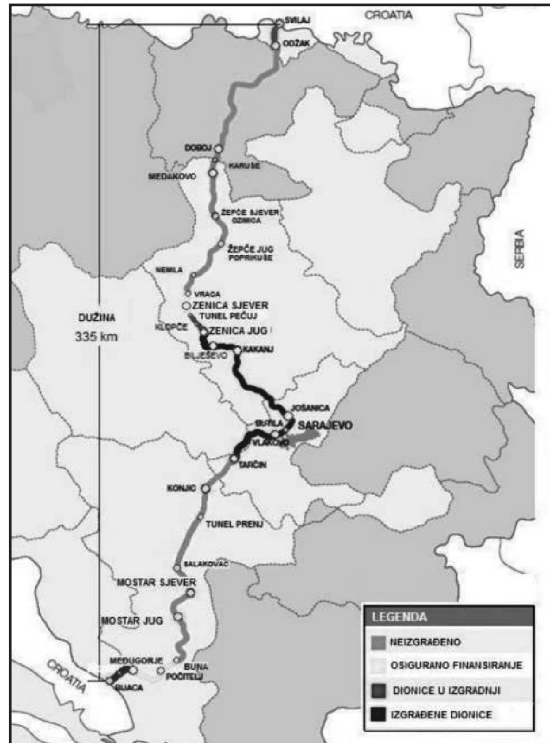 CROATIA
SVILAJ
ODŽAK
DOBOJ
KARUŠE
MEDAKOVO
ŽEPČE SJEVER
OZIMICA
ŽEPČE JUG
POPRIKUŠE
NEMILA
VRACA
ZENICA SJEVER
TUNEL PEČUJ
KLOPČE
ZENICA JUG
BILJEŠEVO
KAKANJ
DUŽINA
335 km
SERBIA
JOŠANICA
BUTILA
SARAJEVO
VLAKOVO
TARČIN
KONJIC
TUNEL PRENJ
SALAKOVAC
MOSTAR SJEVER
MOSTAR JUG
MEĐUGORJE
BUNA
POČITELJ
BIJAČA
CROATIA
LEGENDA
NEIZGRAĐENO
OSIGURANO FINANSIRANJE
DIONICE U IZGRADNJI
IZGRAĐENE DIONICE